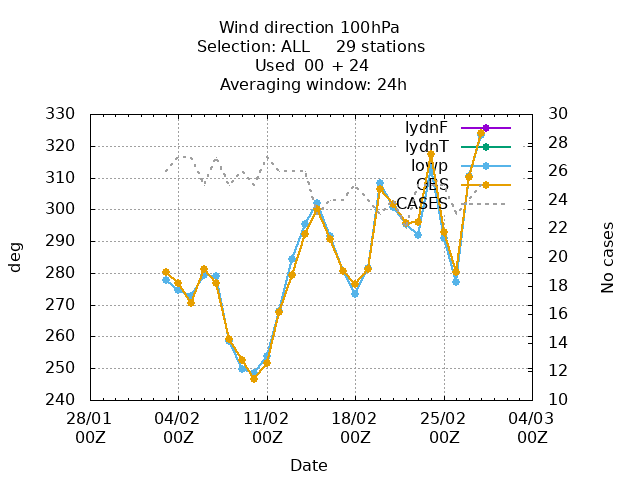 Wind direction 100hPa
Selection: ALL 29 stations
Used 00 + 24
Averaging window: 24h
330
320
310
300
290
280
270
260
250
240
deg
30
28
26
24
22
20
18
16
14
12
10
No cases
lydnF
lydnT
lowp
OBS
CASES
28/01 04/02 11/02 18/02 25/02 04/03
00Z 00Z 00Z 00Z 00Z 00Z
Date